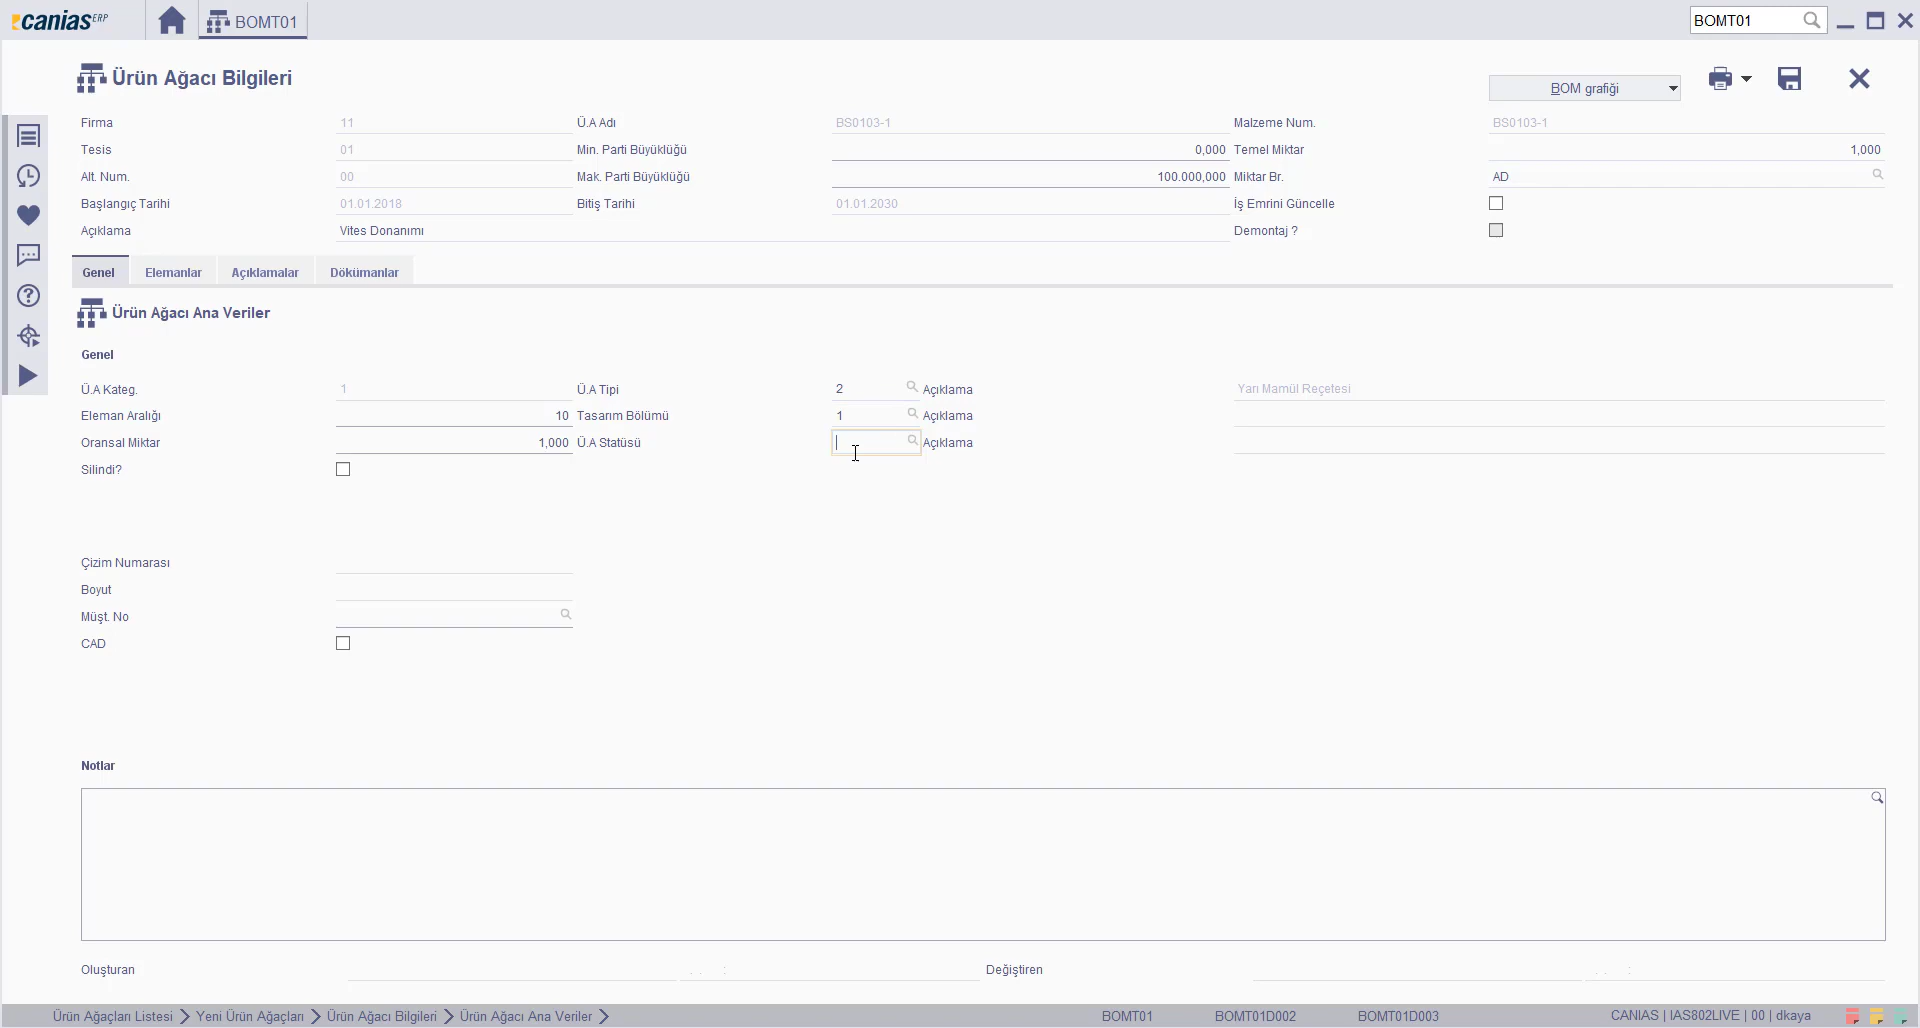 canias ERP BOMT01 BOMT01
Ürün Ağacı Bilgileri
BOM grafiği
Firma 11 Ü.A Adı BS0103-1 Malzeme Num. BS0103-1
Tesis 01 Min. Parti Büyüklüğü 0,000 Temel Miktar 1,000
Alt. Num. 00 Mak. Parti Büyüklüğü 100.000,000 Miktar Br. AD
Başlangıç Tarihi 01.01.2018 Bitiş Tarihi 01.01.2030 İş Emrini Güncelle
Açıklama Vites Donanımı Demontaj ?
Genel Elemanlar Açıklamalar Dökümanlar
Ürün Ağacı Ana Veriler
Genel
Ü.A Kateg. 1 Ü.A Tipi 2 Açıklama Yarı Mamül Reçetesi
Eleman Aralığı 10 Tasarım Bölümü 1 Açıklama
Oransal Miktar 1,000 Ü.A Statüsü Açıklama
Silindi?
Çizim Numarası
Boyut
Müşt. No
CAD
Notlar
Oluşturan . . : Değiştiren . . :
Ürün Ağaçları Listesi Yeni Ürün Ağaçları Ürün Ağacı Bilgileri Ürün Ağacı Ana Veriler BOMT01 BOMT01D002 BOMT01D003 CANIAS | IAS802LIVE | 00 | dkaya